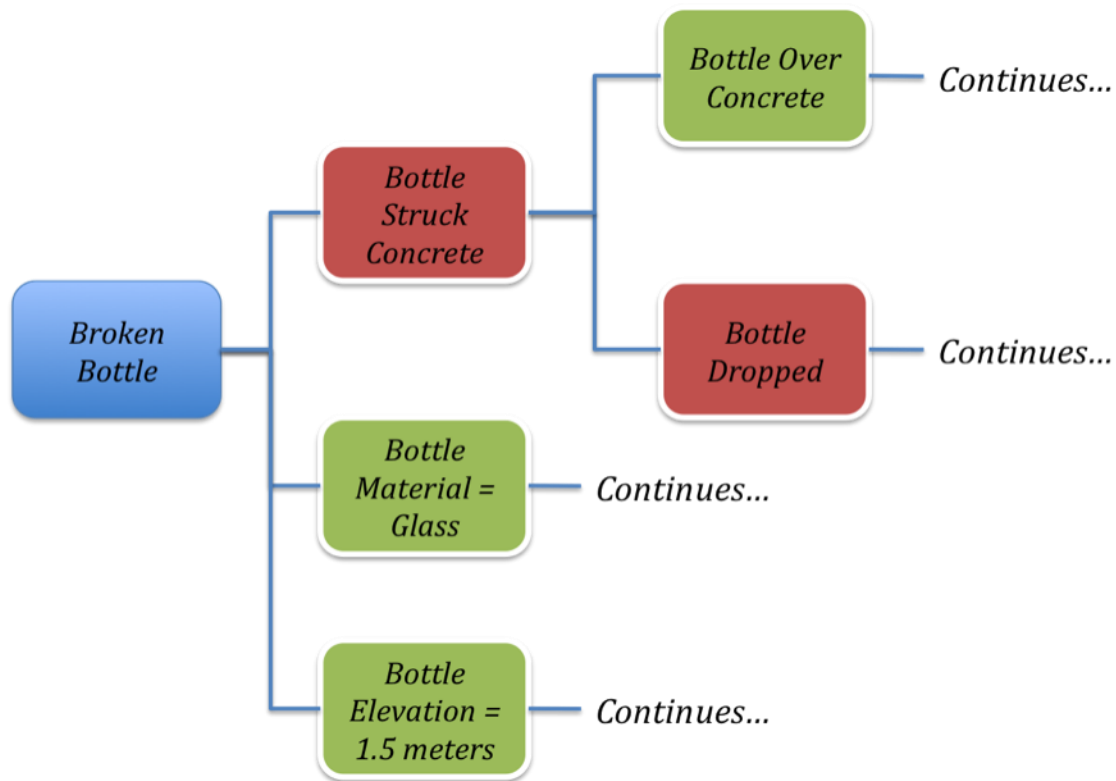 Broken
Bottle
Bottle
Struck
Concrete
Bottle Over
Concrete
Continues...
Bottle
Dropped
Continues...
Bottle
Material =
Glass
Continues...
Bottle
Elevation =
1.5 meters
Continues...